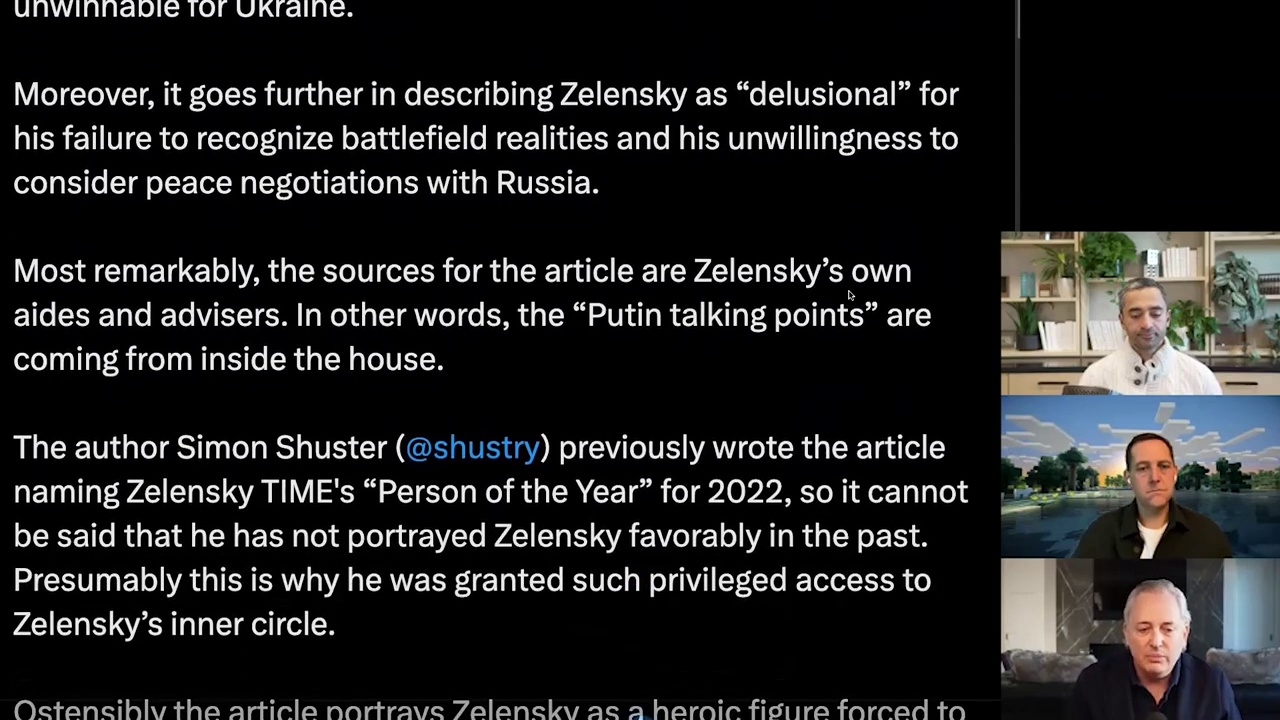 unwinnable for Ukraine.
Moreover, it goes further in describing Zelensky as “delusional” for
his failure to recognize battlefield realities and his unwillingness to
consider peace negotiations with Russia.
Most remarkably, the sources for the article are Zelensky’s own
aides and advisers. In other words, the “Putin talking points” are
coming from inside the house.
The author Simon Shuster (@shustry) previously wrote the article
naming Zelensky TIME's “Person of the Year” for 2022, so it cannot
be said that he has not portrayed Zelensky favorably in the past.
Presumably this is why he was granted such privileged access to
Zelensky’s inner circle.
Ostensibly the article portrays Zelensky as a heroic figure forced to